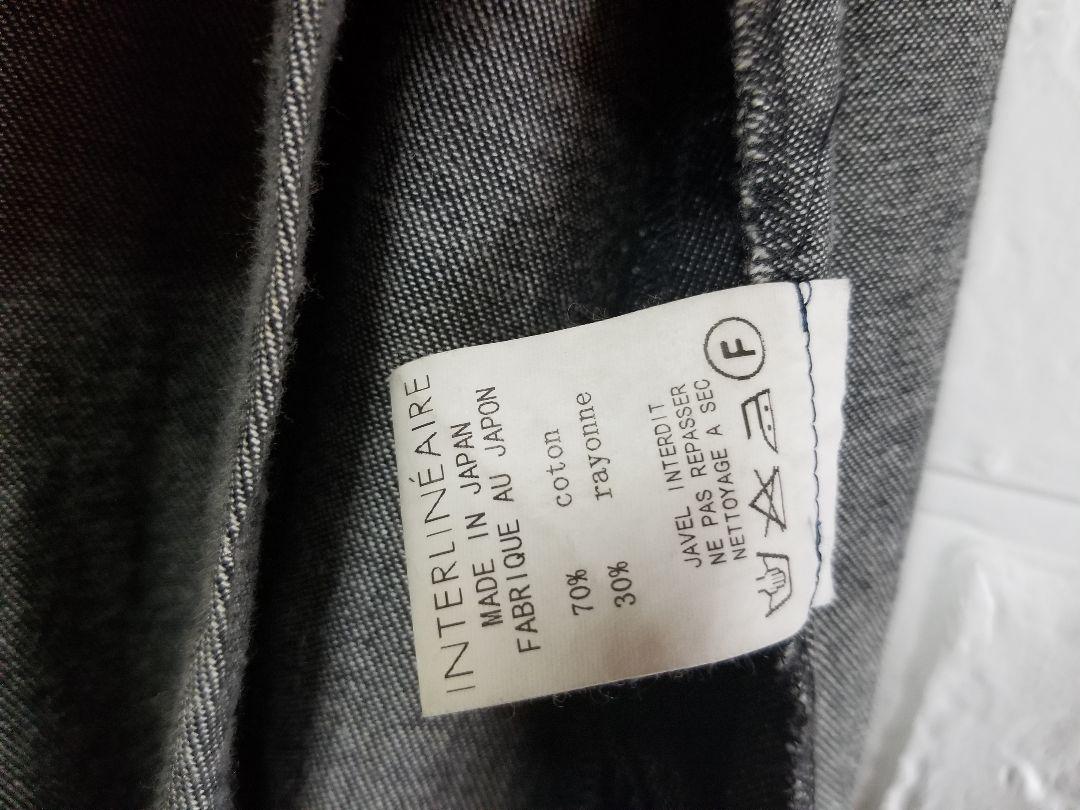 INTERLINÉAIRE
MADE IN JAPAN
FABRIQUE AU JAPON
70% coton
30% rayonne
JAVEL INTERDIT
NE PAS REPASSER
NETTOYAGE A SEC
F